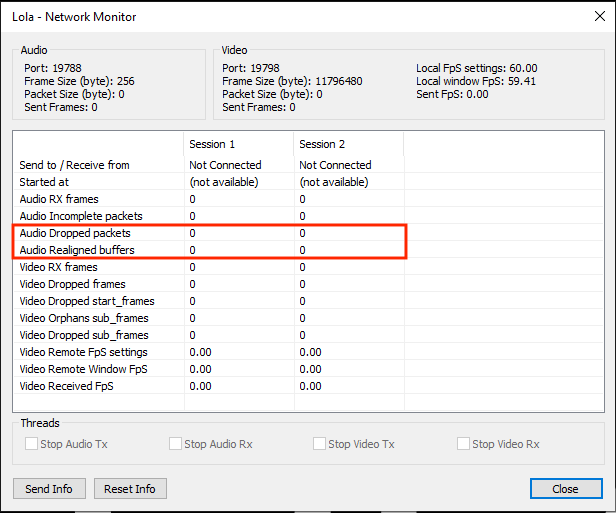 Lola - Network Monitor
Audio
Port: 19788
Frame Size (byte): 256
Packet Size (byte): 0
Sent Frames: 0
Video
Port: 19798
Frame Size (byte): 11796480
Packet Size (byte): 0
Sent Frames: 0
Local FpS settings: 60.00
Local window FpS: 59.41
Sent FpS: 0.00
Session 1 Session 2
Send to / Receive from Not Connected Not Connected
Started at (not available) (not available)
Audio RX frames 0 0
Audio Incomplete packets 0 0
Audio Dropped packets 0 0
Audio Realigned buffers 0 0
Video RX frames 0 0
Video Dropped frames 0 0
Video Dropped start_frames 0 0
Video Orphans sub_frames 0 0
Video Dropped sub_frames 0 0
Video Remote FpS settings 0.00 0.00
Video Remote Window FpS 0.00 0.00
Video Received FpS 0.00 0.00
Threads
Stop Audio Tx Stop Audio Rx Stop Video Tx Stop Video Rx
Send Info Reset Info Close